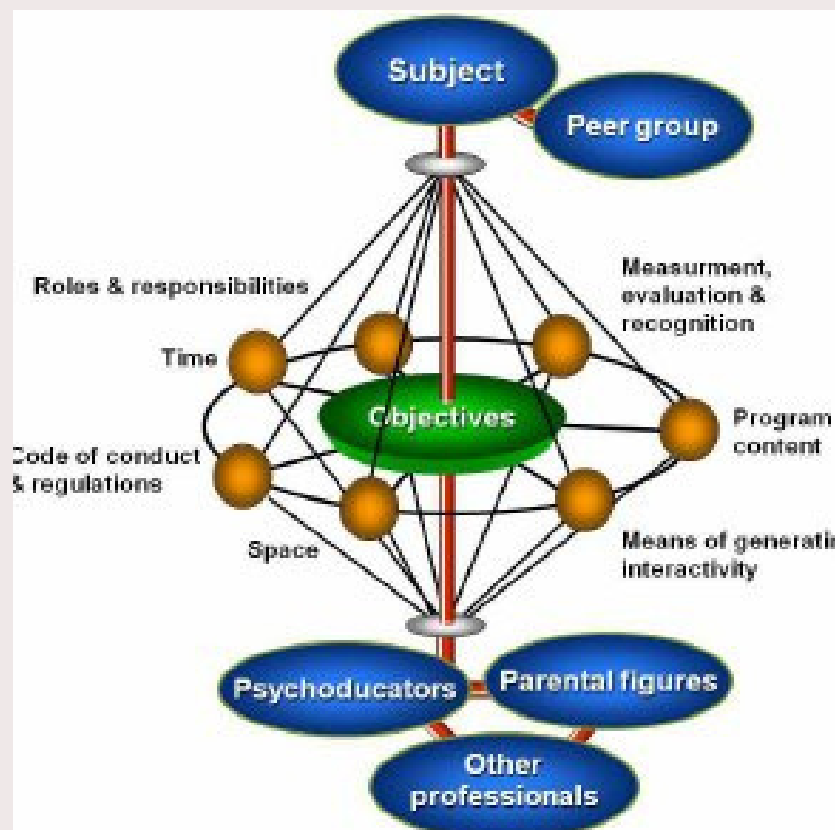 Subject
Peer group
Roles & responsibilities
Measurment,
evaluation &
recognition
Time
Objectives
Program
content
Code of conduct
& regulations
Space
Means of generatin
interactivity
Psychoducators
Parental figures
Other
professionals